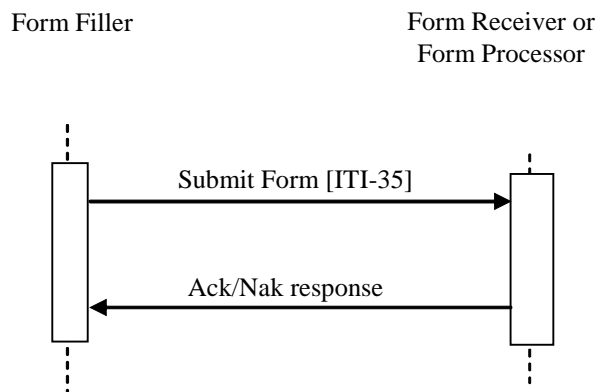 Form Filler
Form Receiver or
Form Processor
Submit Form [ITI-35]
Ack/Nak response